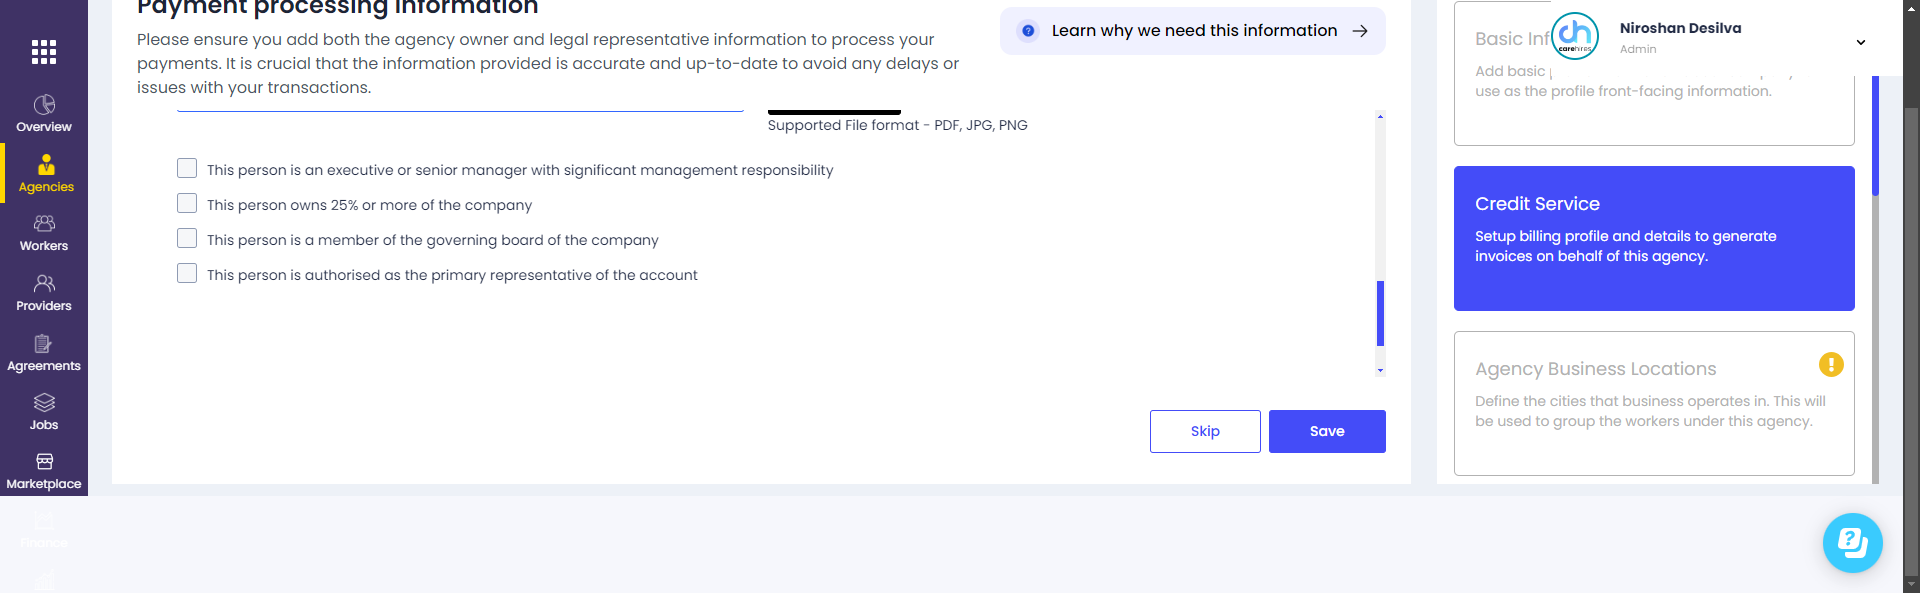 Payment processing information
Please ensure you add both the agency owner and legal representative information to process your
payments. It is crucial that the information provided is accurate and up-to-date to avoid any delays or
issues with your transactions.
Learn why we need this information
Supported File format - PDF, JPG, PNG
This person is an executive or senior manager with significant management responsibility
This person owns 25% or more of the company
This person is a member of the governing board of the company
This person is authorised as the primary representative of the account
Skip
Save
Overview
Agencies
Workers
Providers
Agreements
Jobs
Marketplace
Finance
Basic Inf
Add basic
use as the profile front-facing information.
carehires
Niroshan Desilva
Admin
Credit Service
Setup billing profile and details to generate
invoices on behalf of this agency.
Agency Business Locations
Define the cities that business operates in. This will
be used to group the workers under this agency.